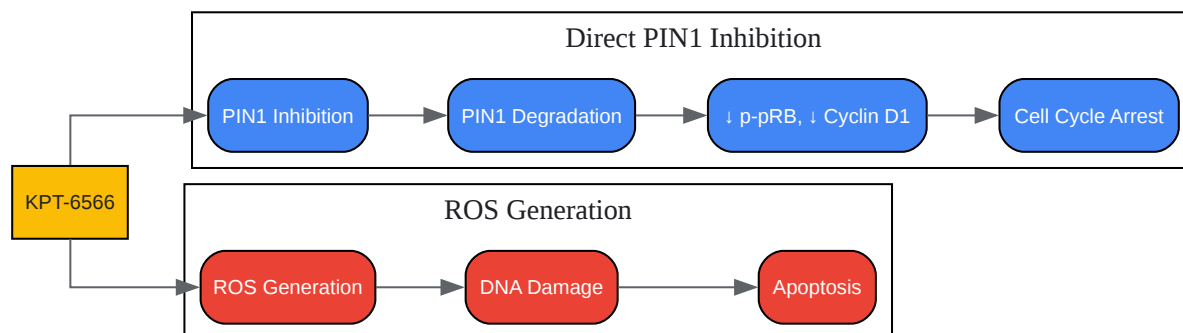 Direct PIN1 Inhibition
PIN1 Inhibition
PIN1 Degradation
↓ p-pRB, ↓ Cyclin D1
Cell Cycle Arrest
KPT-6566
ROS Generation
ROS Generation
DNA Damage
Apoptosis